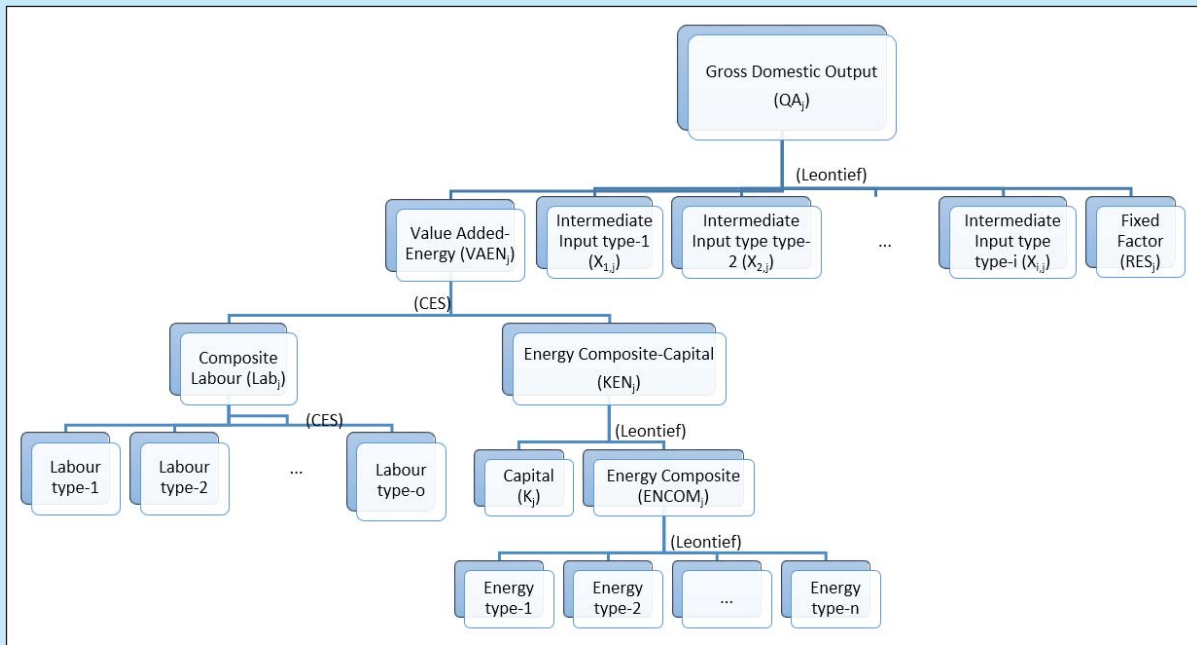 Gross Domestic Output
(QAj)
(Leontief)
Value Added-
Energy (VAENj)
Intermediate
Input type-1
(X1,j)
Intermediate
Input type type-
2 (X2,j)
...
Intermediate
Input type
type-i (Xi,j)
Fixed
Factor
(RESj)
(CES)
Composite
Labour (Labj)
Energy Composite-Capital
(KENj)
(CES)
(Leontief)
Labour
type-1
Labour
type-2
...
Labour
type-o
Capital
(Kj)
Energy Composite
(ENCOMj)
(Leontief)
Energy
type-1
Energy
type-2
...
Energy
type-n